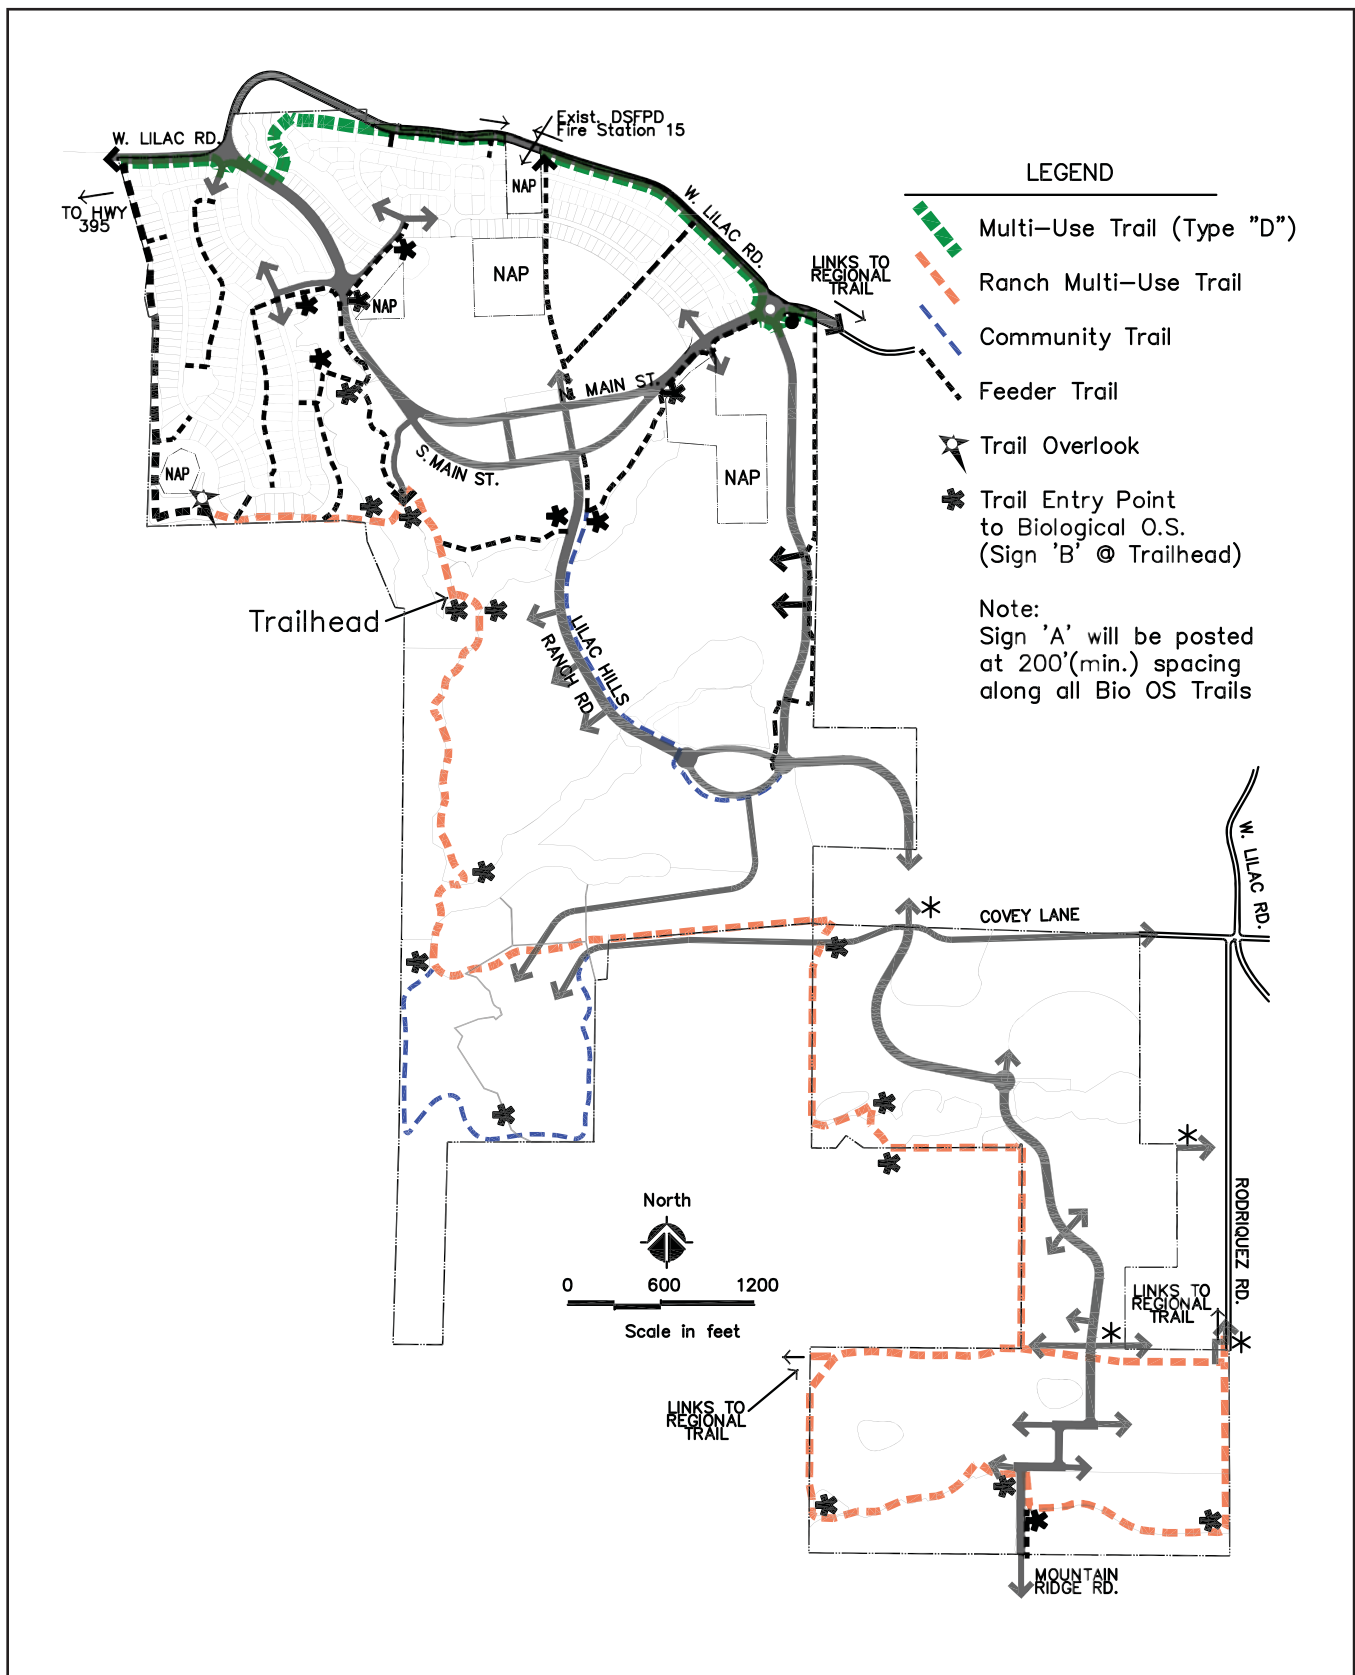 Exist. DSFPD
Fire Station 15
W. LILAC RD.
TO HWY
395
NAP
W. LILAC RD.
NAP
NAP
LINKS TO
REGIONAL
TRAIL
N. MAIN ST.
S. MAIN ST.
NAP
NAP
Trailhead
LILAC HILLS
RANCH RD
LEGEND
Multi-Use Trail (Type "D")
Ranch Multi-Use Trail
Community Trail
Feeder Trail
Trail Overlook
Trail Entry Point
to Biological O.S.
(Sign 'B' @ Trailhead)
Note:
Sign 'A' will be posted
at 200'(min.) spacing
along all Bio OS Trails
W. LILAC RD.
COVEY LANE
RODRIQUEZ RD.
North
0 600 1200
Scale in feet
LINKS TO
REGIONAL
TRAIL
LINKS TO
REGIONAL
TRAIL
MOUNTAIN
RIDGE RD.